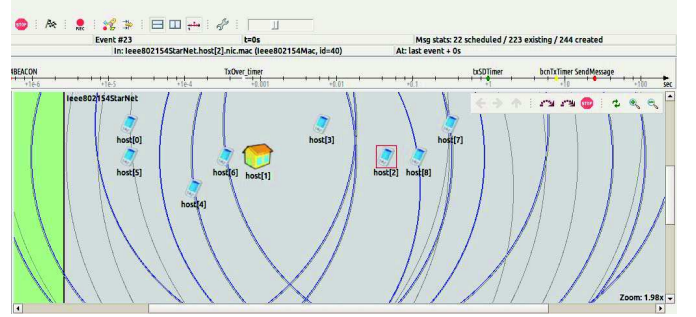 STOP
REC
Event #23
t=0s
Msg stats: 22 scheduled / 223 existing / 244 created
In: Ieee802154StarNet.host[2].nic.mac (Ieee802154Mac, id=40)
At: last event + 0s
BEACON
TxOver_timer
txSDTimer
bcnTxTimer
SendMessage
+1e-6
+1e-5
+1e-4
+0.001
+0.01
+0.1
+1
+10
+100
sec
Ieee802154StarNet
STOP
host[0]
host[3]
host[7]
host[5]
host[6]
host[1]
host[2]
host[8]
host[4]
Zoom: 1.98x